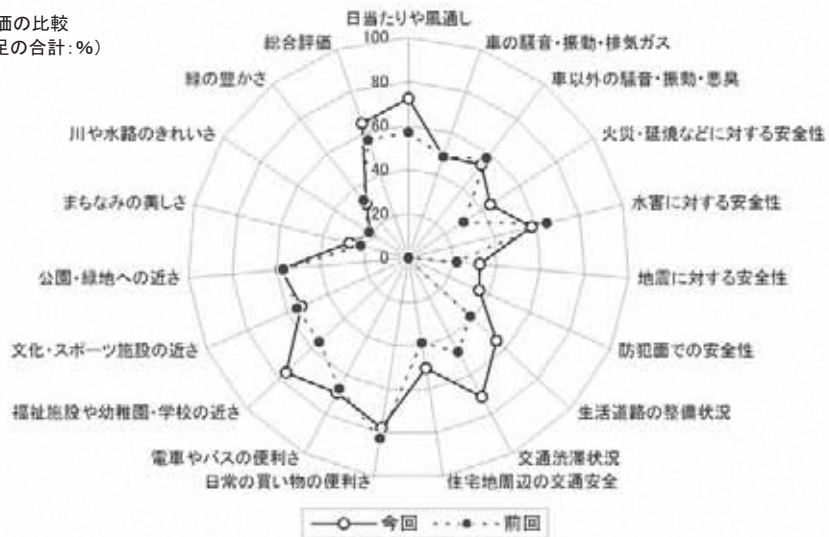 価の比較
足の合計:%)
日当たりや風通し
車の騒音・振動・排気ガス
車以外の騒音・振動・悪臭
火災・延焼などに対する安全性
水害に対する安全性
地震に対する安全性
防犯面での安全性
生活道路の整備状況
交通渋滞状況
住宅地周辺の交通安全
日常の買い物の便利さ
電車やバスの便利さ
福祉施設や幼稚園・学校の近さ
文化・スポーツ施設の近さ
公園・緑地への近さ
まちなみの美しさ
川や水路のきれいさ
緑の豊かさ
総合評価
100
80
60
40
20
0
今回
前回